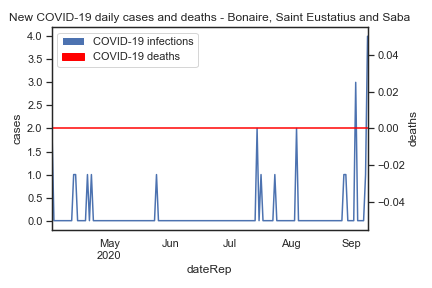 New COVID-19 daily cases and deaths - Bonaire, Saint Eustatius and Saba
COVID-19 infections
COVID-19 deaths
4.0
3.5
3.0
2.5
2.0
1.5
1.0
0.5
0.0
cases
0.04
0.02
0.00
−0.02
−0.04
deaths
May Jun Jul Aug Sep
2020
dateRep